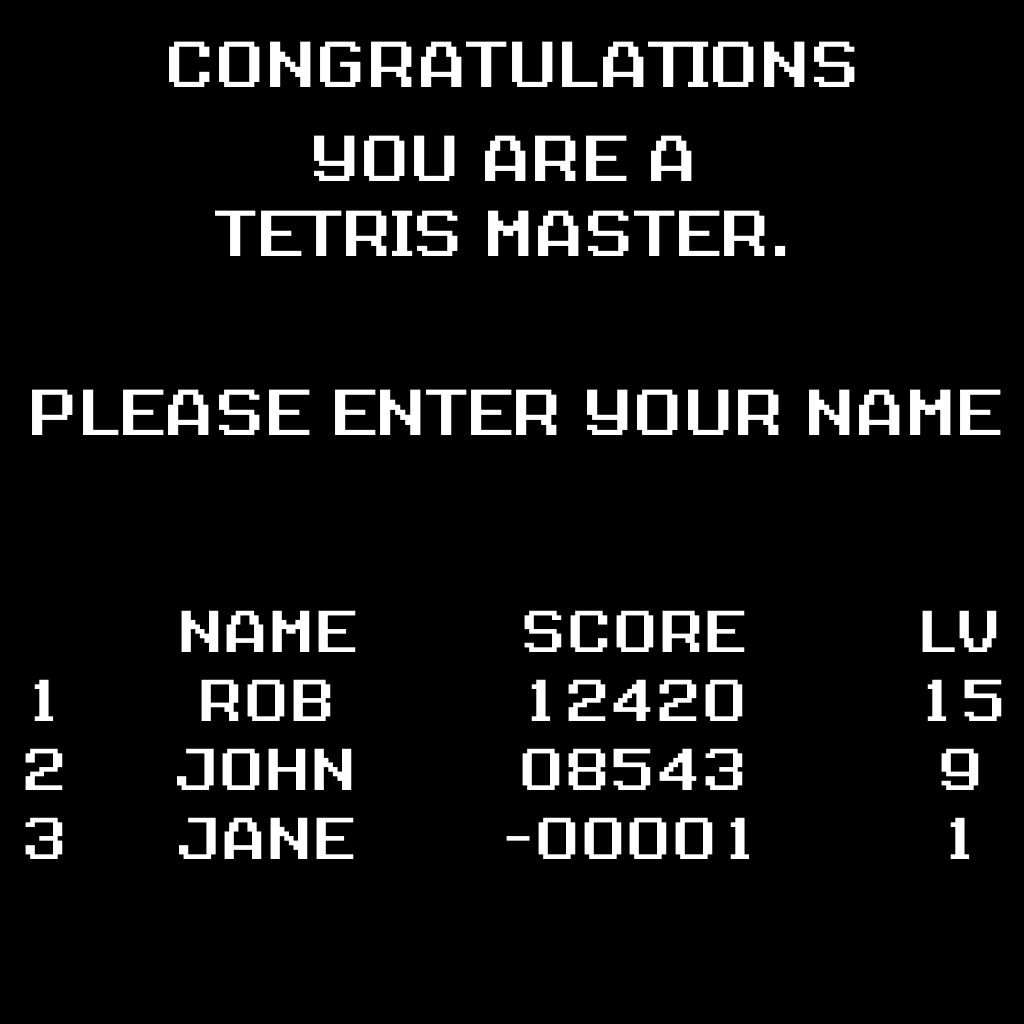 CONGRATULATIONS
YOU ARE A
TETRIS MASTER.
PLEASE ENTER YOUR NAME
NAME SCORE LV
1 ROB 12420 15
2 JOHN 08543 9
3 JANE -00001 1